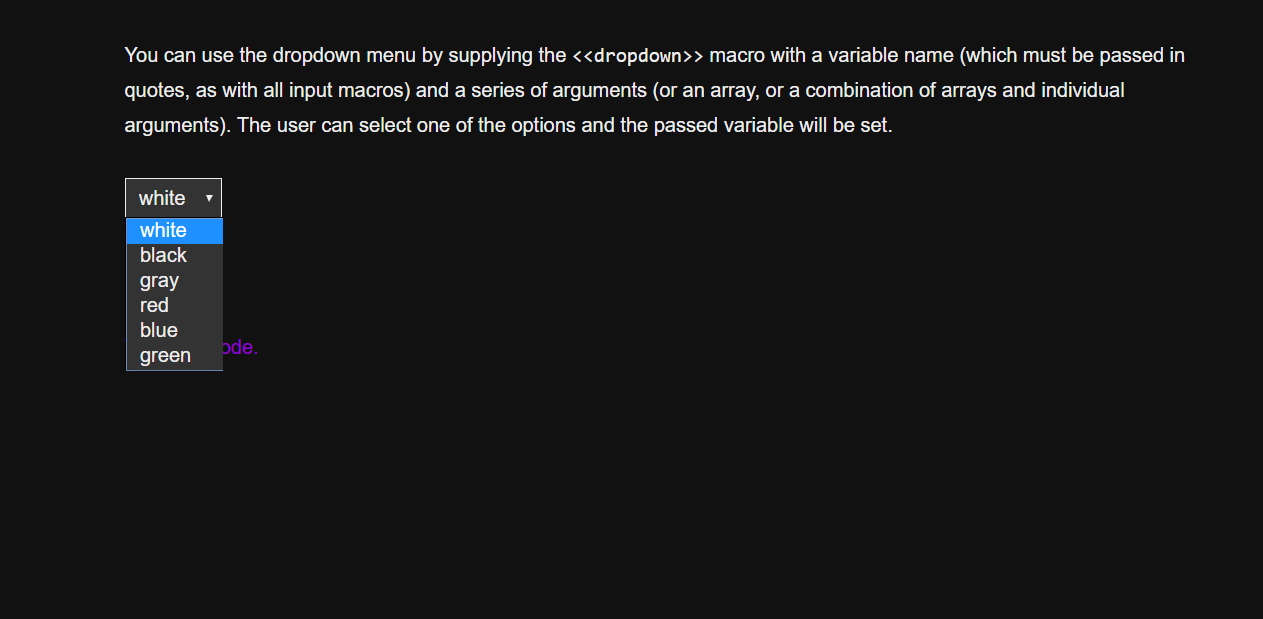 You can use the dropdown menu by supplying the <<dropdown>> macro with a variable name (which must be passed in
quotes, as with all input macros) and a series of arguments (or an array, or a combination of arrays and individual
arguments). The user can select one of the options and the passed variable will be set.
white
white
black
gray
red
blue
green